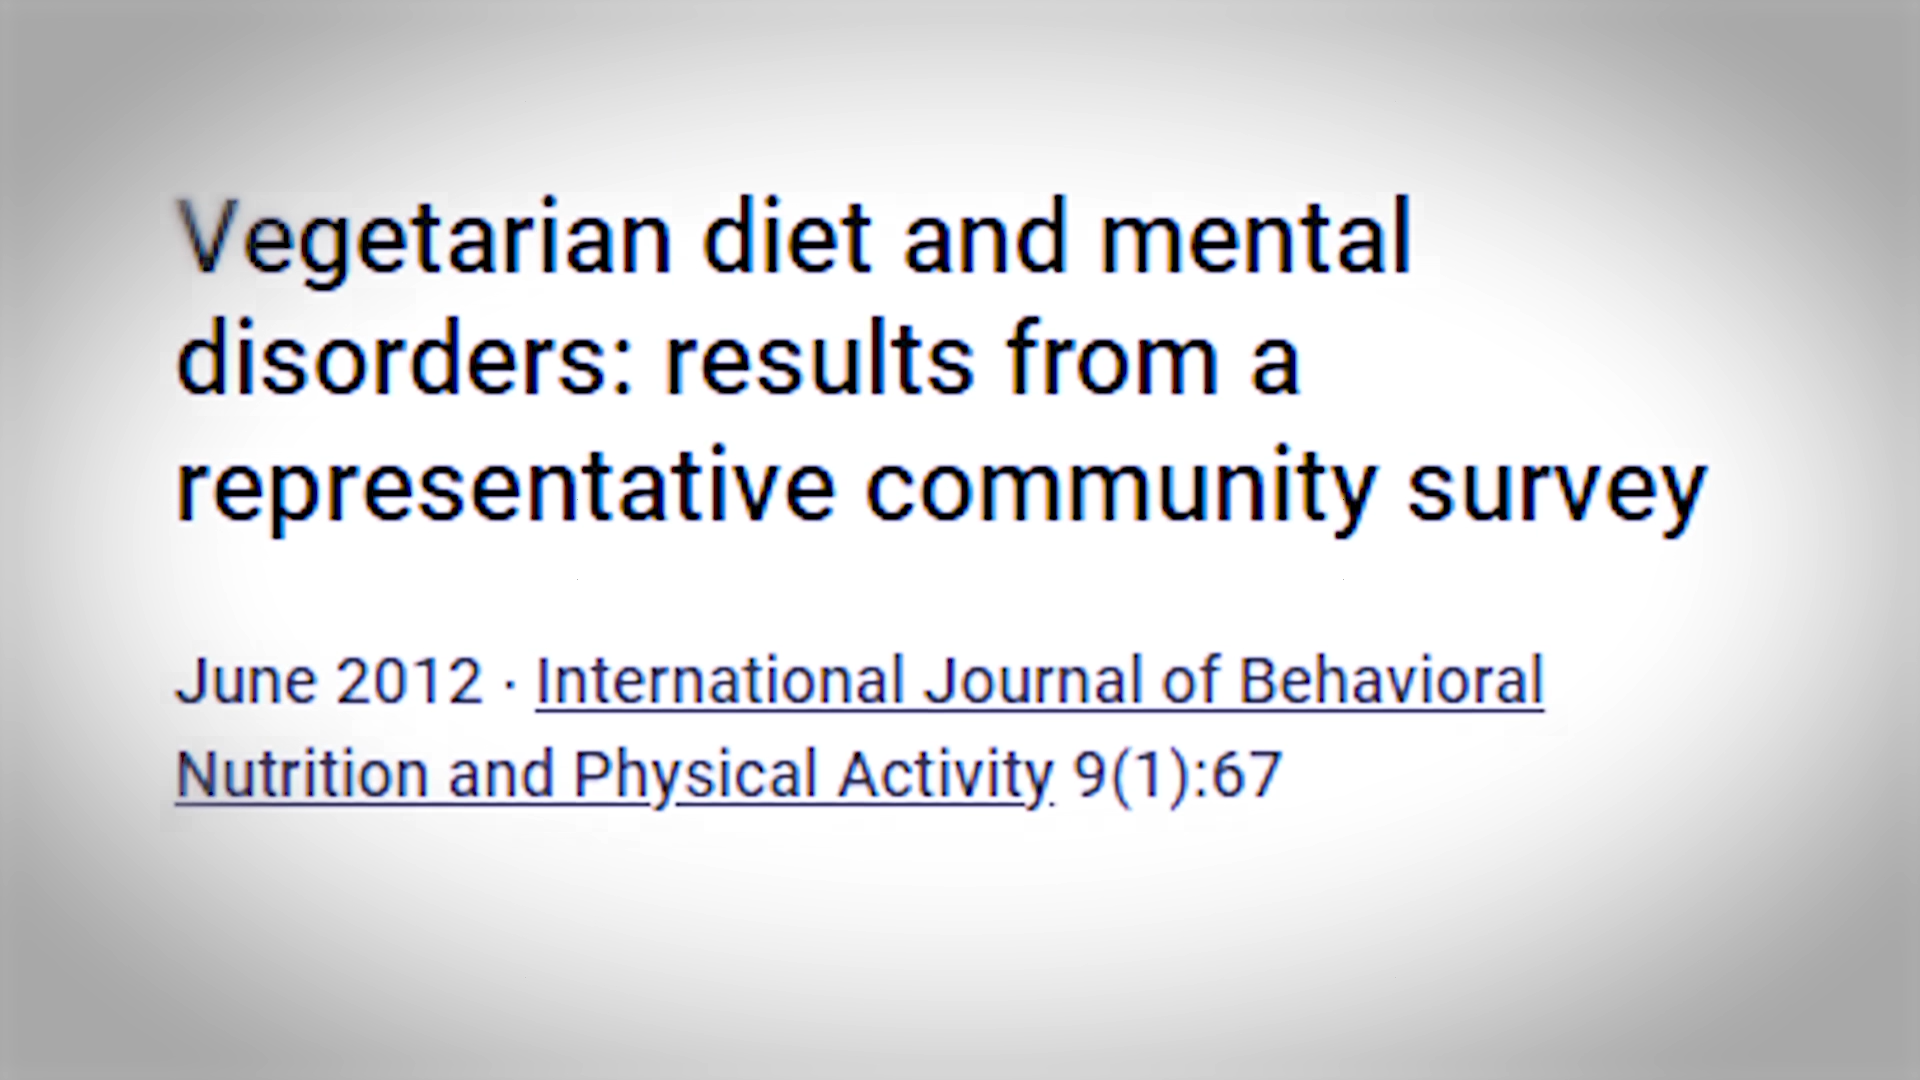 Vegetarian diet and mental
disorders: results from a
representative community survey
June 2012 · International Journal of Behavioral
Nutrition and Physical Activity 9(1):67